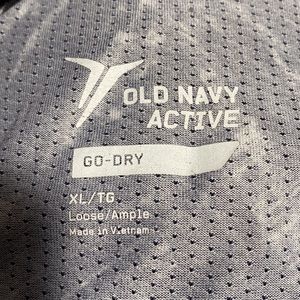 OLD NAVY
ACTIVE
GO-DRY
XL/TG
Loose/Ample
Made in Vietnam